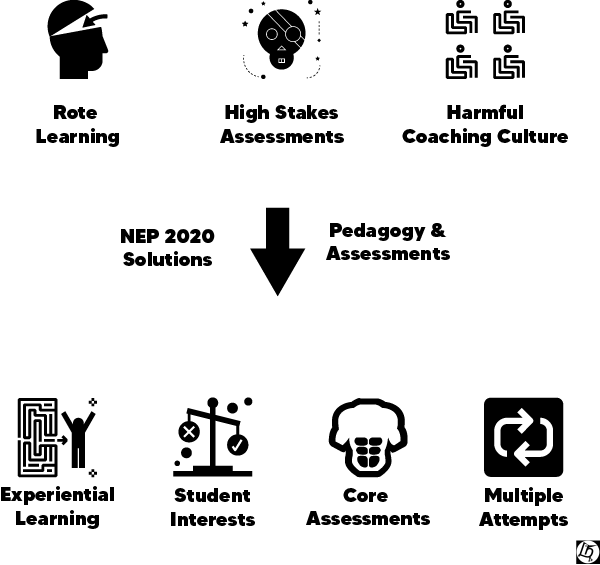 Rote
Learning
High Stakes
Assessments
Harmful
Coaching Culture
NEP 2020
Solutions
Pedagogy &
Assessments
Experiential
Learning
Student
Interests
Core
Assessments
Multiple
Attempts